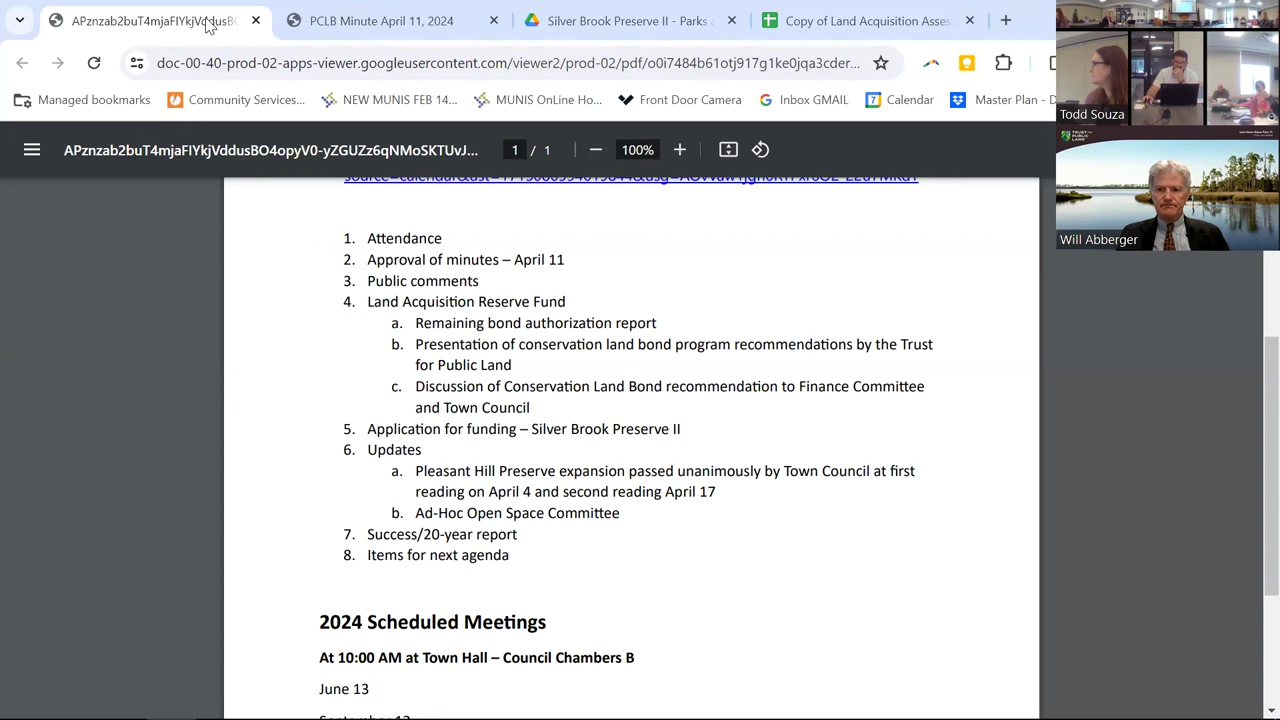 APznzab2buT4mjaFIYkjVddusB
PCLB Minute April 11, 2024
Silver Brook Preserve II - Parks
Copy of Land Acquisition Asses
doc-00-40-prod-02-apps-viewer.googleusercontent.com/viewer2/prod-02/pdf/o0i7484b61otj917g1ke0jqa3cder...
Managed bookmarks
Community Services...
NEW MUNIS FEB 14...
MUNIS OnLine Ho...
Front Door Camera
Inbox GMAIL
Calendar
Master Plan - D
1 / 1
100%
1. Attendance
2. Approval of minutes – April 11
3. Public comments
4. Land Acquisition Reserve Fund
a. Remaining bond authorization report
b. Presentation of conservation land bond program recommendations by the Trust
for Public Land
c. Discussion of Conservation Land Bond recommendation to Finance Committee
and Town Council
5. Application for funding – Silver Brook Preserve II
6. Updates
a. Pleasant Hill Preserve expansion passed unanimously by Town Council at first
reading on April 4 and second reading April 17
b. Ad-Hoc Open Space Committee
7. Success/20-year report
8. Items for next agenda
2024 Scheduled Meetings
At 10:00 AM at Town Hall – Council Chambers B
June 13
Todd Souza
TRUST
PUBLIC
LAND
Will Abberger